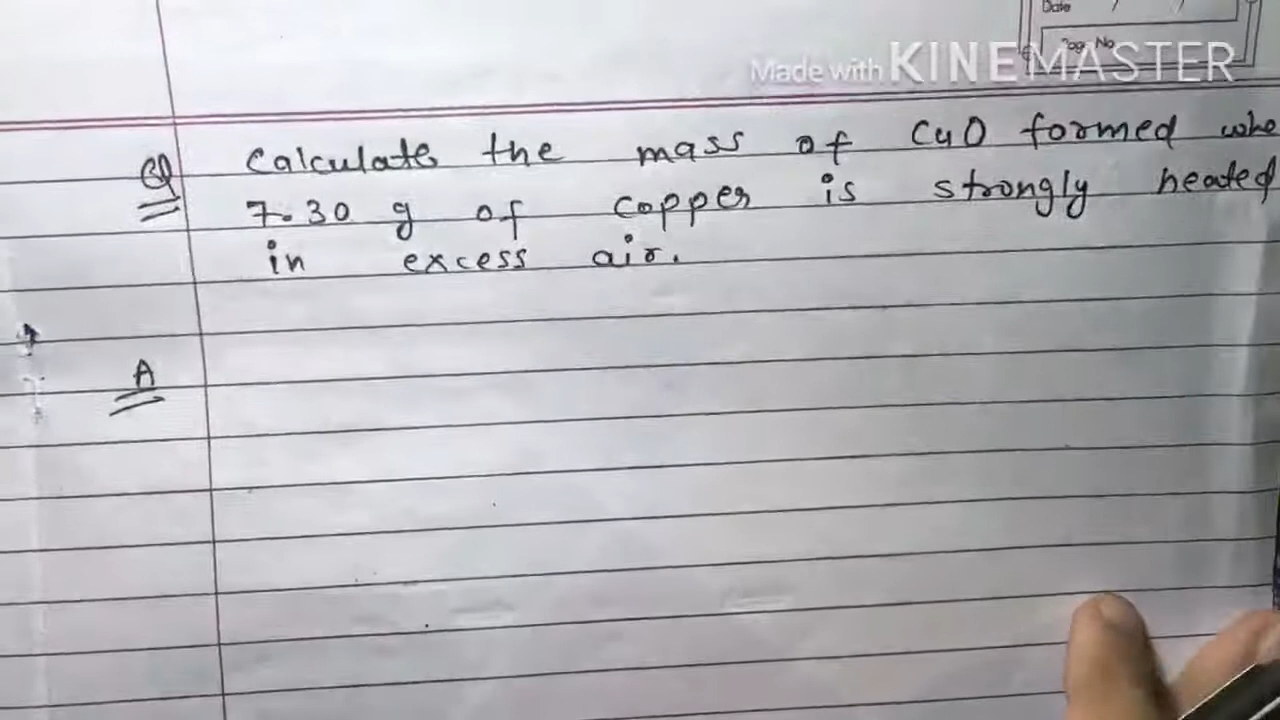 Date / /
Page No
Made with KINEMASTER
Q Calculate the mass of CuO formed whe
7.30 g of copper is strongly heated
in excess air.
A